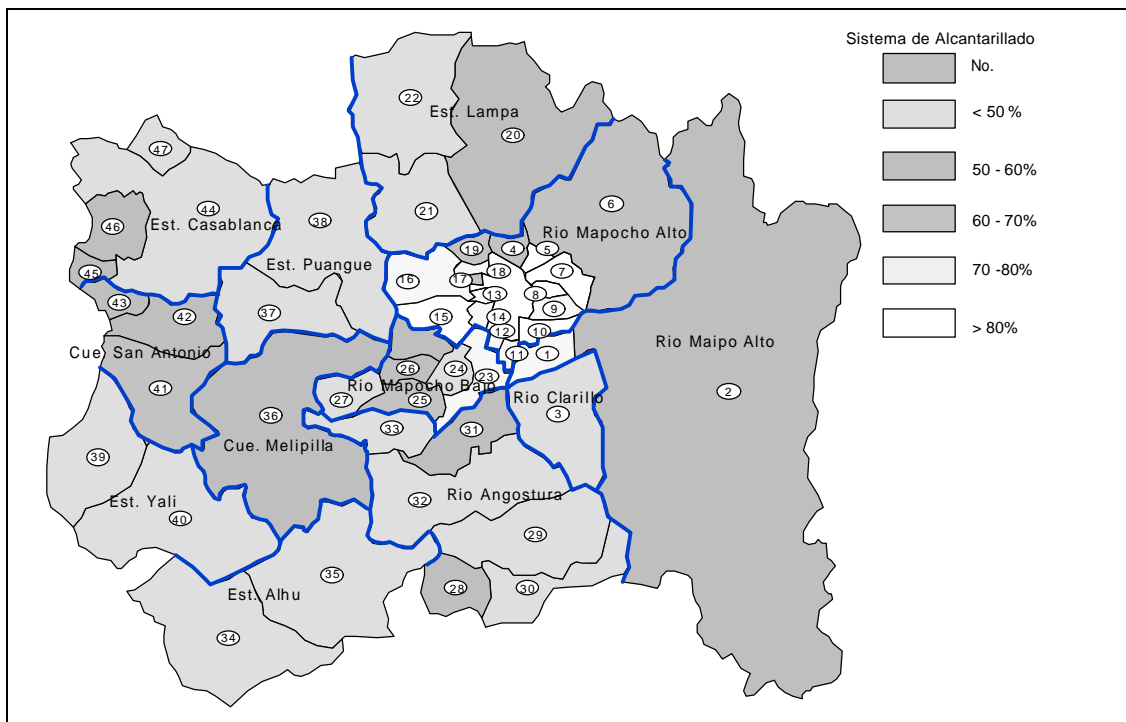 Sistema de Alcantarillado
No.
< 50 %
50 - 60%
60 - 70%
70 -80%
> 80%
22
Est. Lampa
20
47
44
Est. Casablanca
38
21
6
Rio Mapocho Alto
46
45
43
42
Est. Puangue
37
16
19
4
5
17
18
7
13
8
9
15
14
12
10
11
1
Rio Maipo Alto
2
Cue. San Antonio
41
26
24
23
Rio Mapocho Bajo
27
25
Rio Clarillo
3
36
Cue. Melipilla
33
31
39
Est. Yali
40
32
Rio Angostura
29
35
Est. Alhu
28
30
34